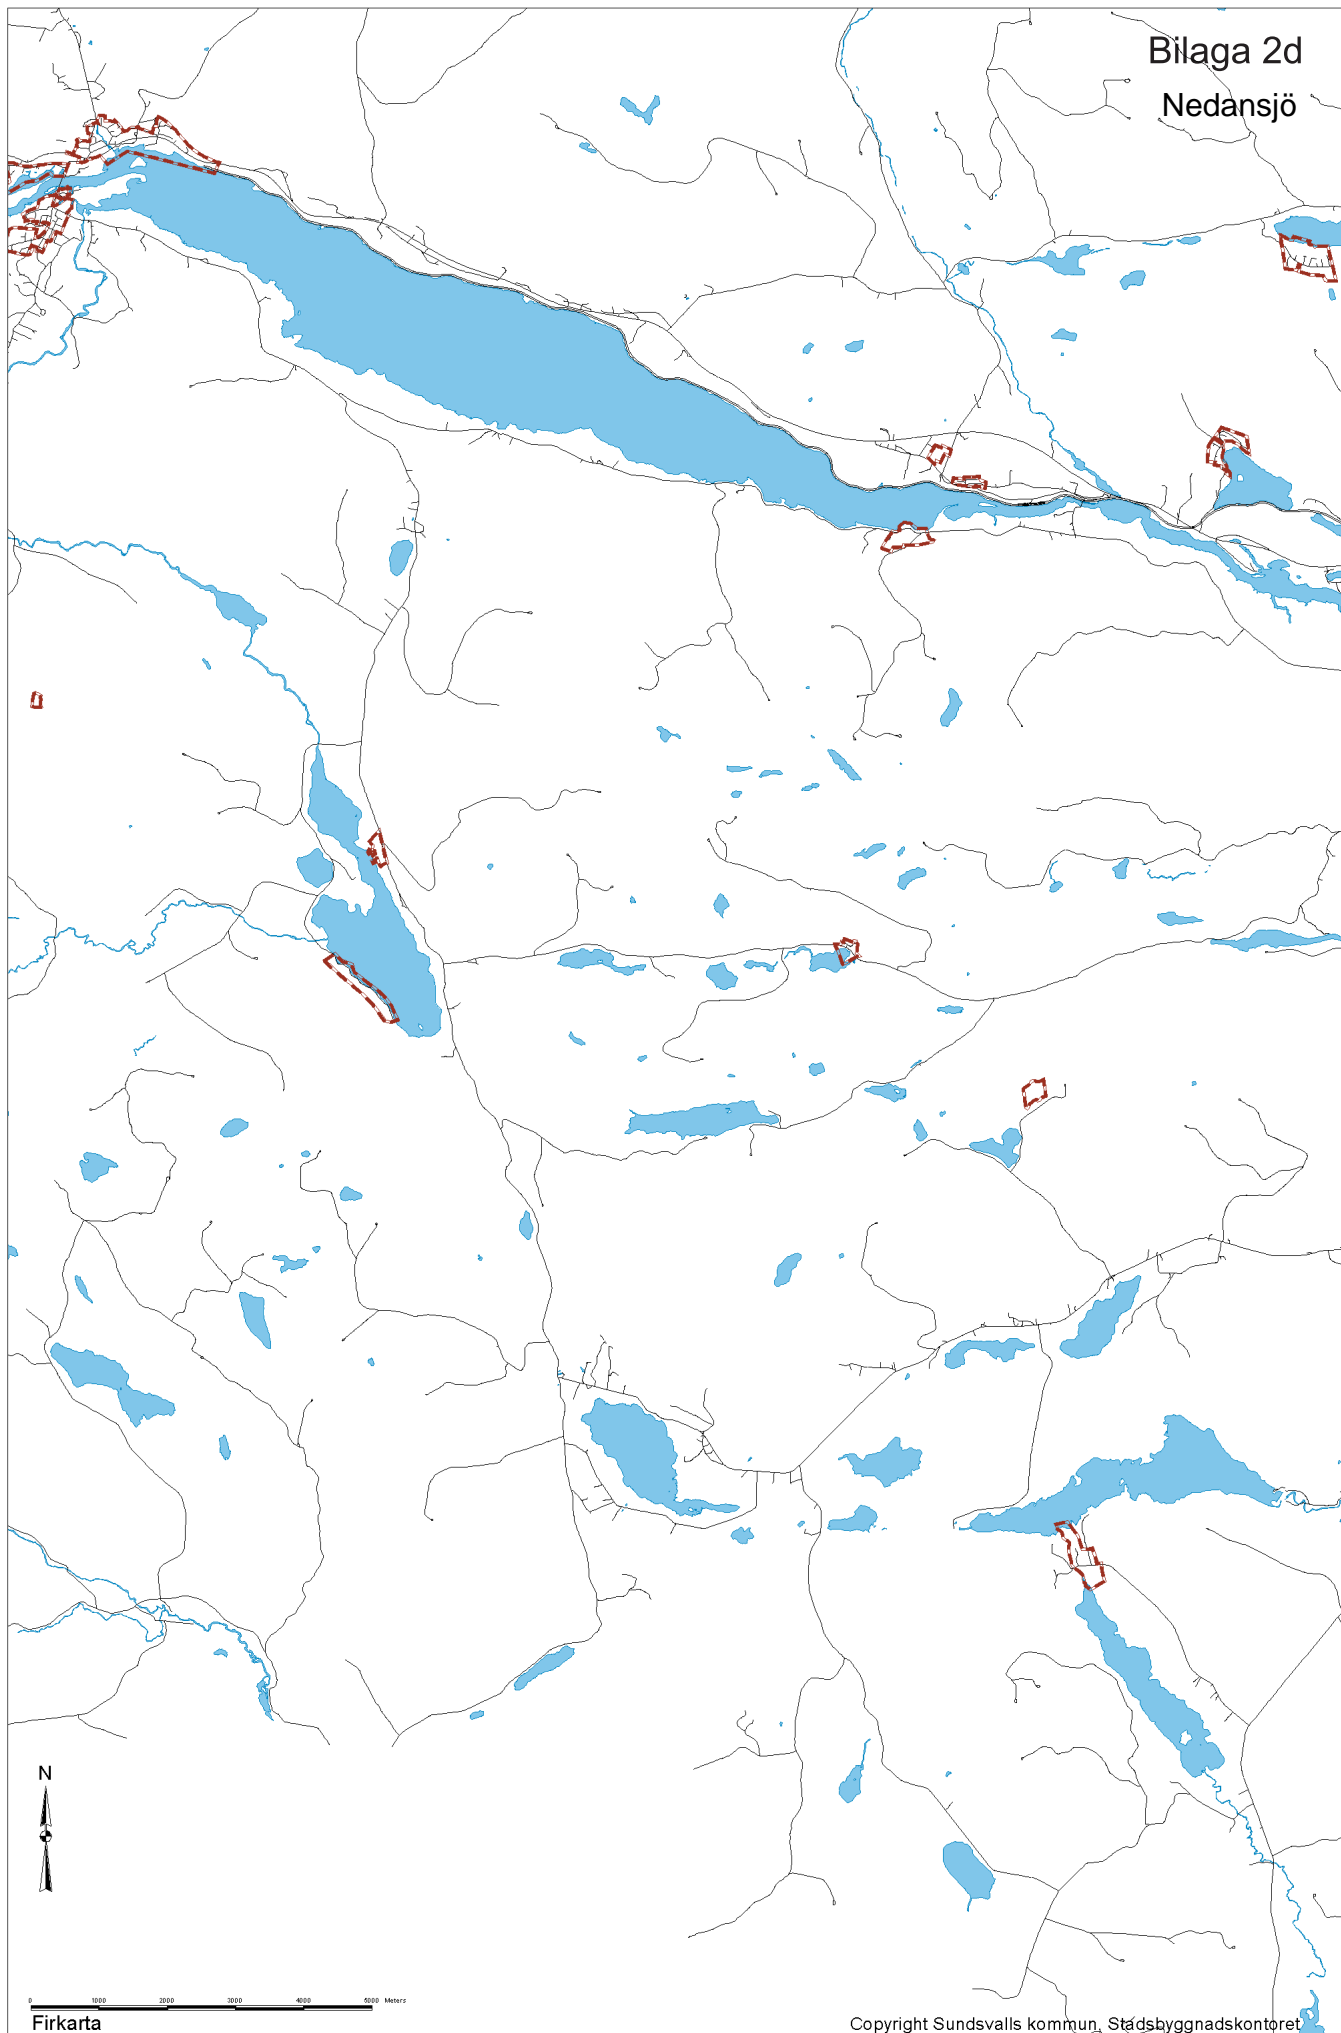 Bilaga 2d
Nedansjö
N
0 1000 2000 3000 4000 5000 Meters
Firkarta
Copyright Sundsvalls kommun, Stadsbyggnadskontoret